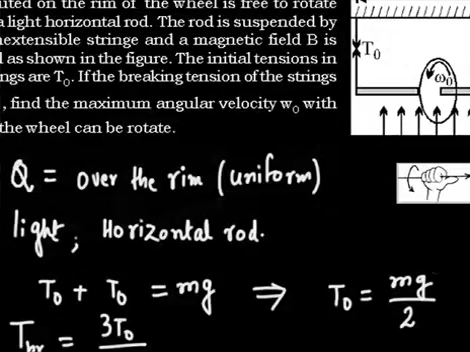 uted on the rim of the wheel is free to rotate
a light horizontal rod. The rod is suspended by
nextensible stringe and a magnetic field B is
as shown in the figure. The initial tensions in
ngs are T₀. If the breaking tension of the strings
, find the maximum angular velocity w₀ with
the wheel can be rotate.
T₀
ω₀
Q = over the rim (uniform)
light, Horizontal rod.
T₀ + T₀ = mg ⇒ T₀ = mg/2
= 3T₀